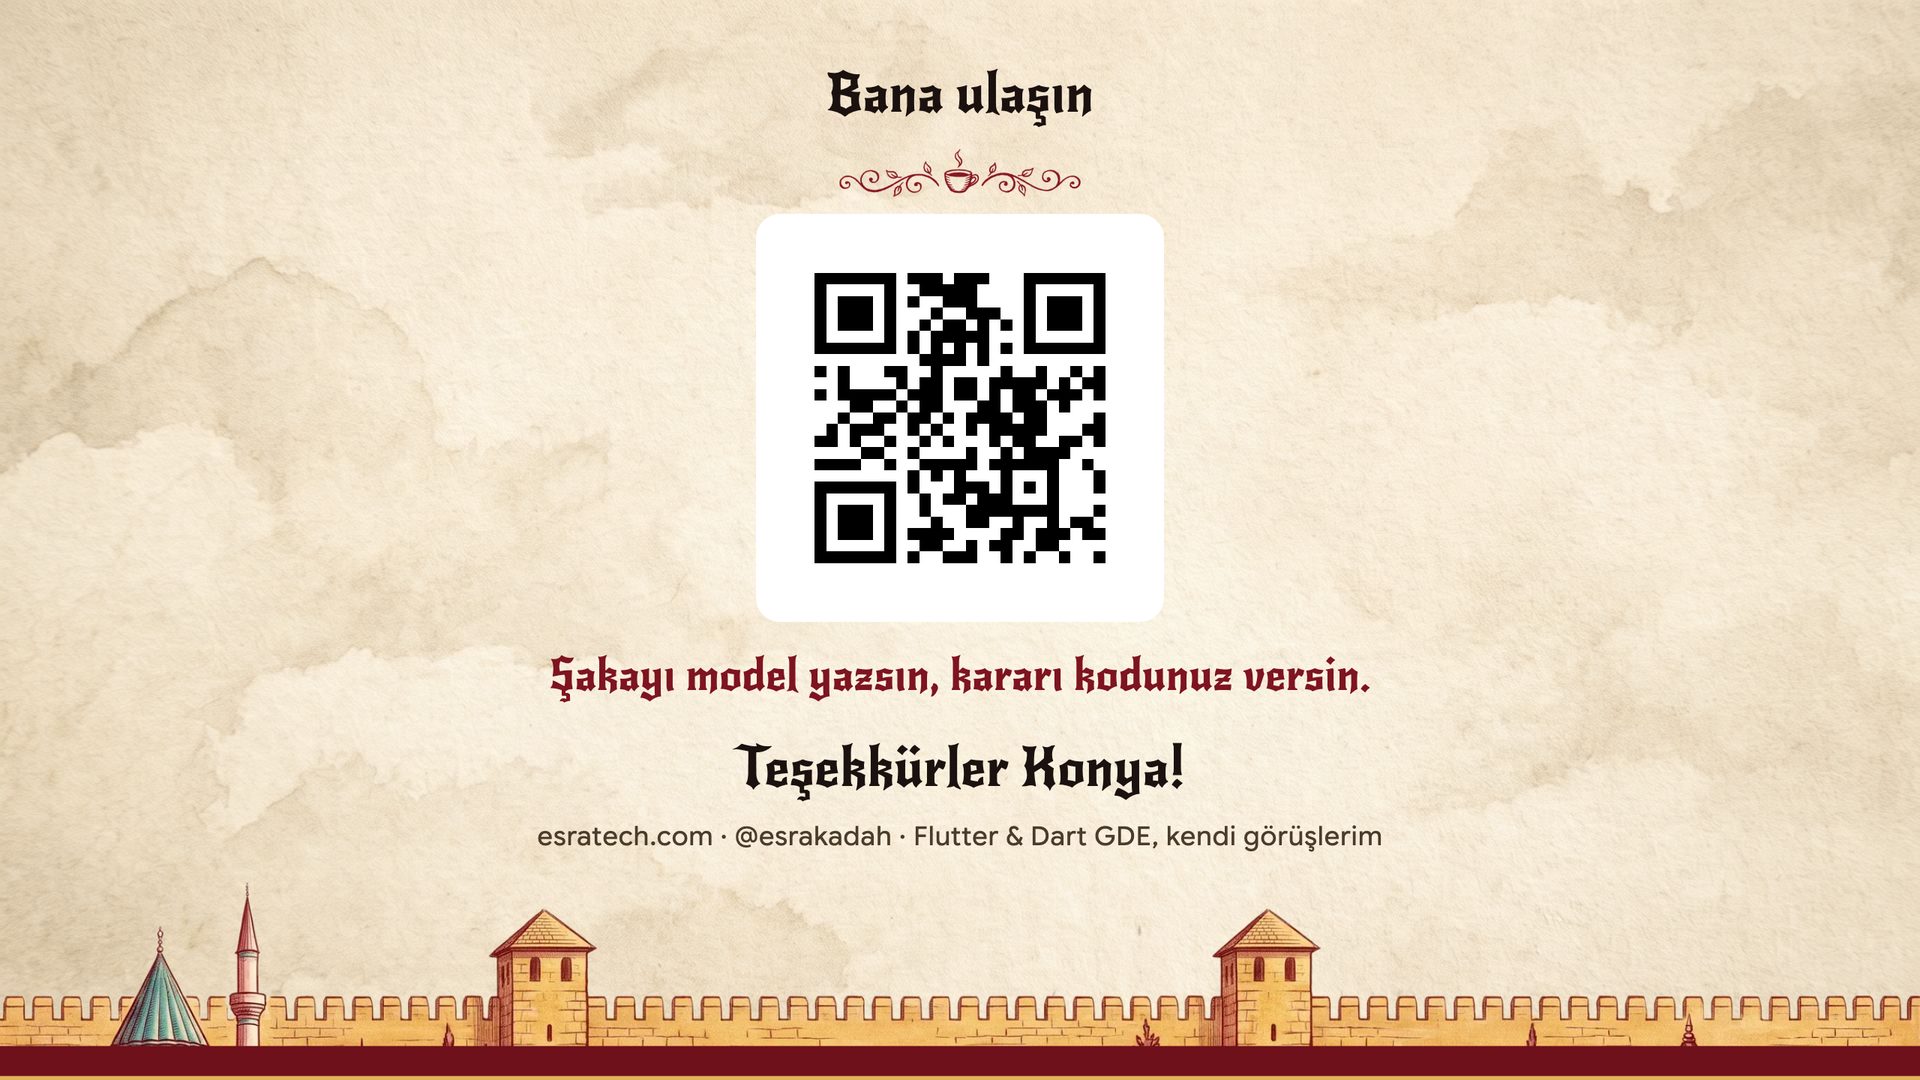 Bana ulaşın
Şakayı model yazsın, kararı kodunuz versin.
Teşekkürler Konya!
esratech.com · @esrakadah · Flutter & Dart GDE, kendi görüşlerim